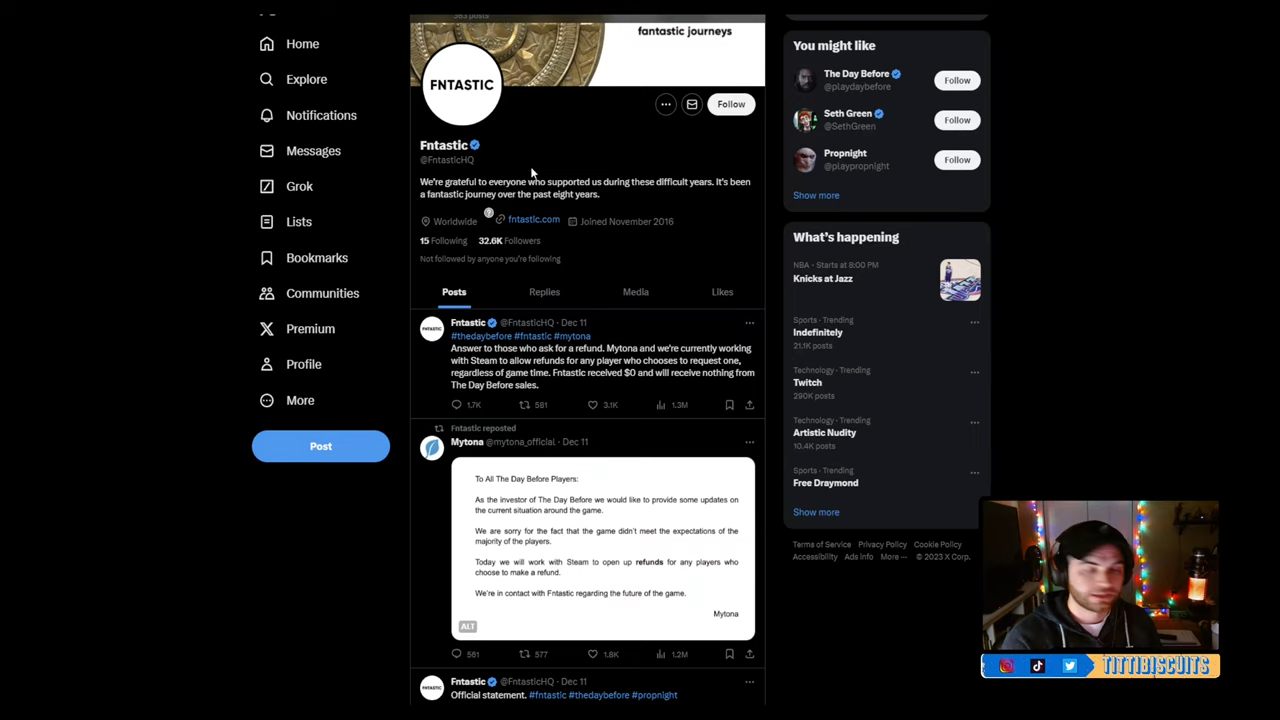 Home
Explore
Notifications
Messages
Grok
Lists
Bookmarks
Communities
Premium
Profile
More
Post
383 posts
fantastic journeys
FNTASTIC
Follow
Fntastic
@FntasticHQ
We're grateful to everyone who supported us during these difficult years. It's been
a fantastic journey over the past eight years.
Worldwide fntastic.com Joined November 2016
15 Following 32.6K Followers
Not followed by anyone you're following
Posts Replies Media Likes
FNTASTIC
Fntastic @FntasticHQ · Dec 11
#thedaybefore #fntastic #mytona
Answer to those who ask for a refund. Mytona and we're currently working
with Steam to allow refunds for any player who chooses to request one,
regardless of game time. Fntastic received $0 and will receive nothing from
The Day Before sales.
1.7K 581 3.1K 1.3M
Fntastic reposted
Mytona @mytona_official · Dec 11
To All The Day Before Players:
As the investor of The Day Before we would like to provide some updates on
the current situation around the game.
We are sorry for the fact that the game didn't meet the expectations of the
majority of the players.
Today we will work with Steam to open up refunds for any players who
choose to make a refund.
We're in contact with Fntastic regarding the future of the game.
Mytona
ALT
561 577 1.8K 1.2M
FNTASTIC
Fntastic @FntasticHQ · Dec 11
Official statement. #fntastic #thedaybefore #propnight
You might like
The Day Before
@playdaybefore
Follow
Seth Green
@SethGreen
Follow
Propnight
@playpropnight
Follow
Show more
What's happening
NBA · Starts at 8:00 PM
Knicks at Jazz
Sports · Trending
Indefinitely
21.1K posts
Technology · Trending
Twitch
290K posts
Technology · Trending
Artistic Nudity
10.4K posts
Sports · Trending
Free Draymond
Show more
Terms of Service Privacy Policy Cookie Policy
Accessibility Ads info More ··· © 2023 X Corp.
TITTIBISCUITS